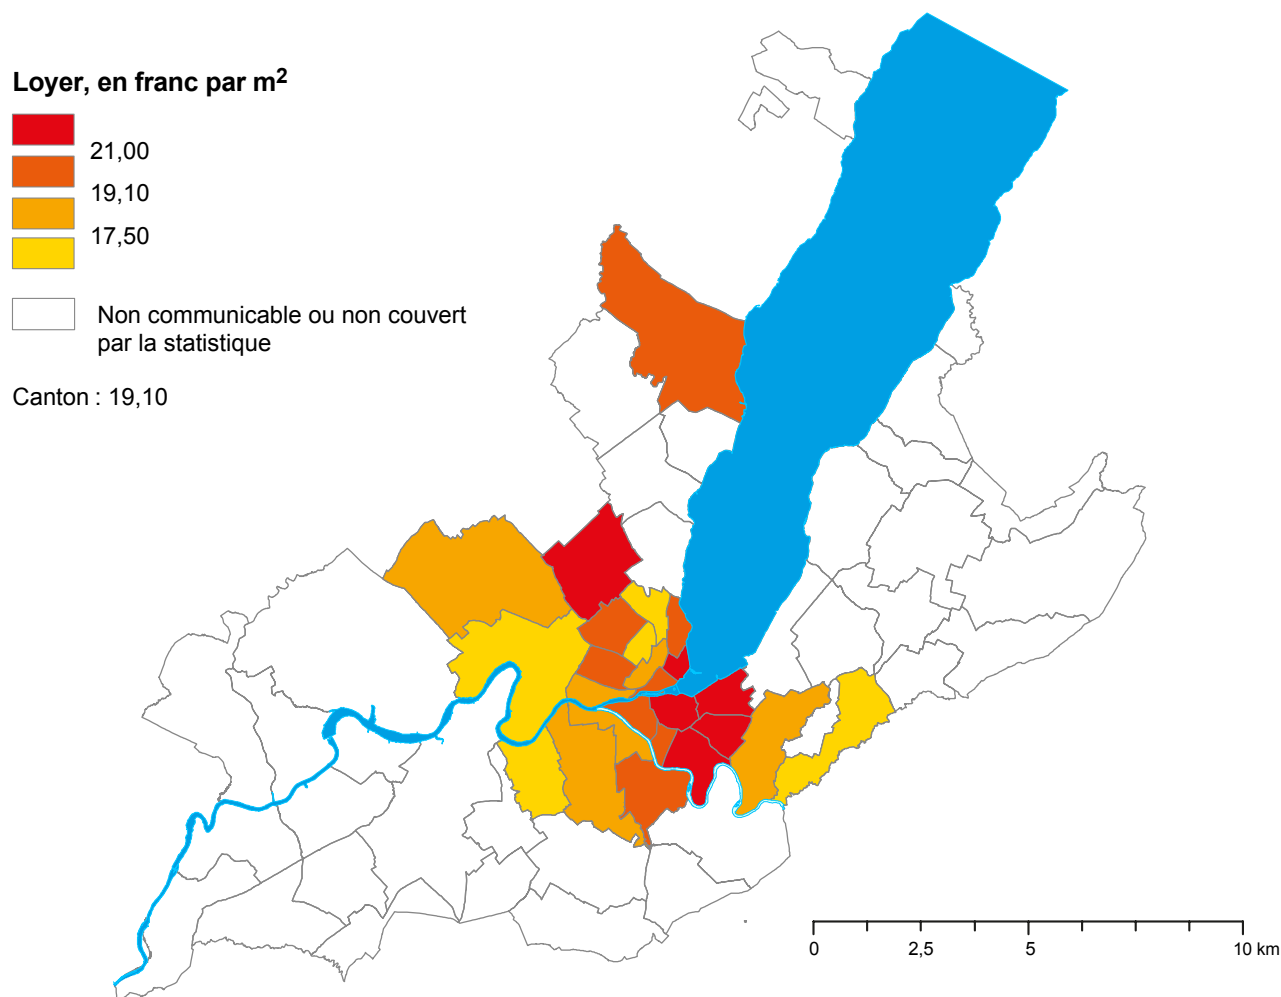 Loyer, en franc par m²
21,00
19,10
17,50
Non communicable ou non couvert
par la statistique
Canton : 19,10
0 2,5 5 10 km